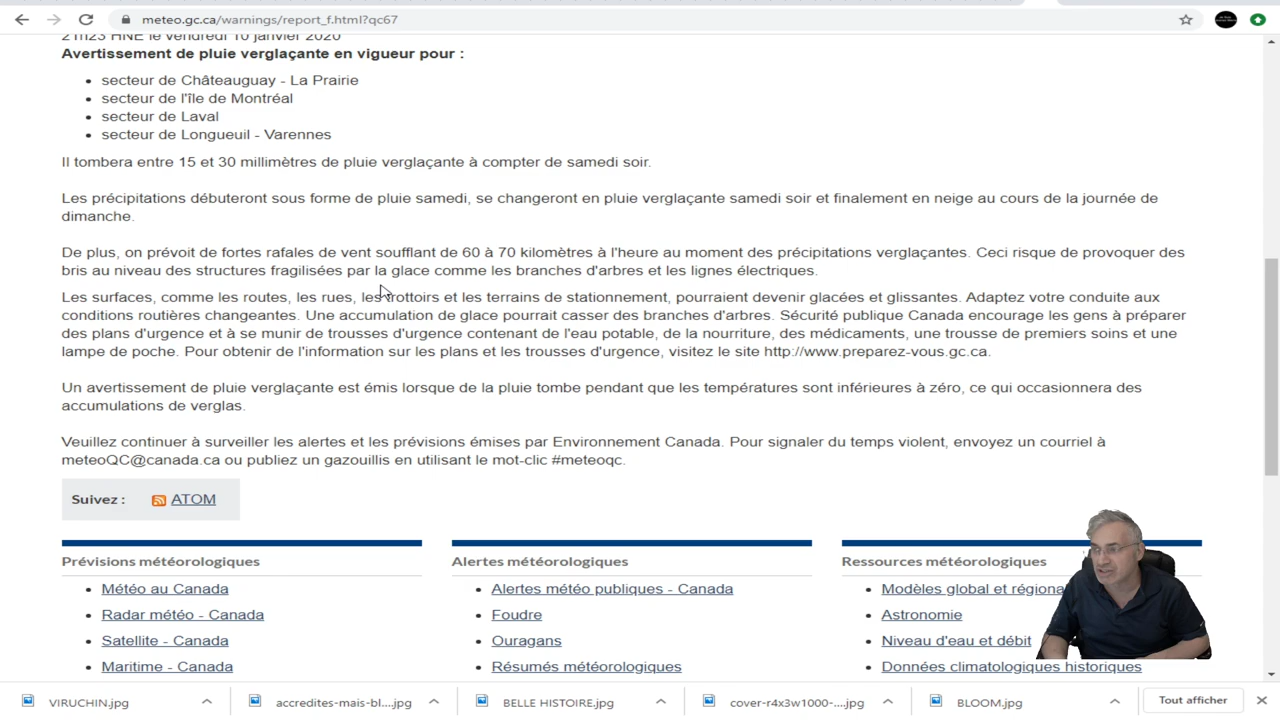 meteo.gc.ca/warnings/report_f.html?qc67
21h23 HNE le vendredi 10 janvier 2020
Avertissement de pluie verglaçante en vigueur pour :
secteur de Châteauguay - La Prairie
secteur de l'île de Montréal
secteur de Laval
secteur de Longueuil - Varennes
Il tombera entre 15 et 30 millimètres de pluie verglaçante à compter de samedi soir.
Les précipitations débuteront sous forme de pluie samedi, se changeront en pluie verglaçante samedi soir et finalement en neige au cours de la journée de
dimanche.
De plus, on prévoit de fortes rafales de vent soufflant de 60 à 70 kilomètres à l'heure au moment des précipitations verglaçantes. Ceci risque de provoquer des
bris au niveau des structures fragilisées par la glace comme les branches d'arbres et les lignes électriques.
Les surfaces, comme les routes, les rues, les trottoirs et les terrains de stationnement, pourraient devenir glacées et glissantes. Adaptez votre conduite aux
conditions routières changeantes. Une accumulation de glace pourrait casser des branches d'arbres. Sécurité publique Canada encourage les gens à préparer
des plans d'urgence et à se munir de trousses d'urgence contenant de l'eau potable, de la nourriture, des médicaments, une trousse de premiers soins et une
lampe de poche. Pour obtenir de l'information sur les plans et les trousses d'urgence, visitez le site http://www.preparez-vous.gc.ca.
Un avertissement de pluie verglaçante est émis lorsque de la pluie tombe pendant que les températures sont inférieures à zéro, ce qui occasionnera des
accumulations de verglas.
Veuillez continuer à surveiller les alertes et les prévisions émises par Environnement Canada. Pour signaler du temps violent, envoyez un courriel à
meteoQC@canada.ca ou publiez un gazouillis en utilisant le mot-clic #meteoqc.
Suivez : ATOM
Prévisions météorologiques
Météo au Canada
Radar météo - Canada
Satellite - Canada
Maritime - Canada
Alertes météorologiques
Alertes météo publiques - Canada
Foudre
Ouragans
Résumés météorologiques
Ressources météorologiques
Modèles global et régiona
Astronomie
Niveau d'eau et débit
Données climatologiques historiques
VIRUCHIN.jpg
accredites-mais-bl....jpg
BELLE HISTOIRE.jpg
cover-r4x3w1000-....jpg
BLOOM.jpg
Tout afficher